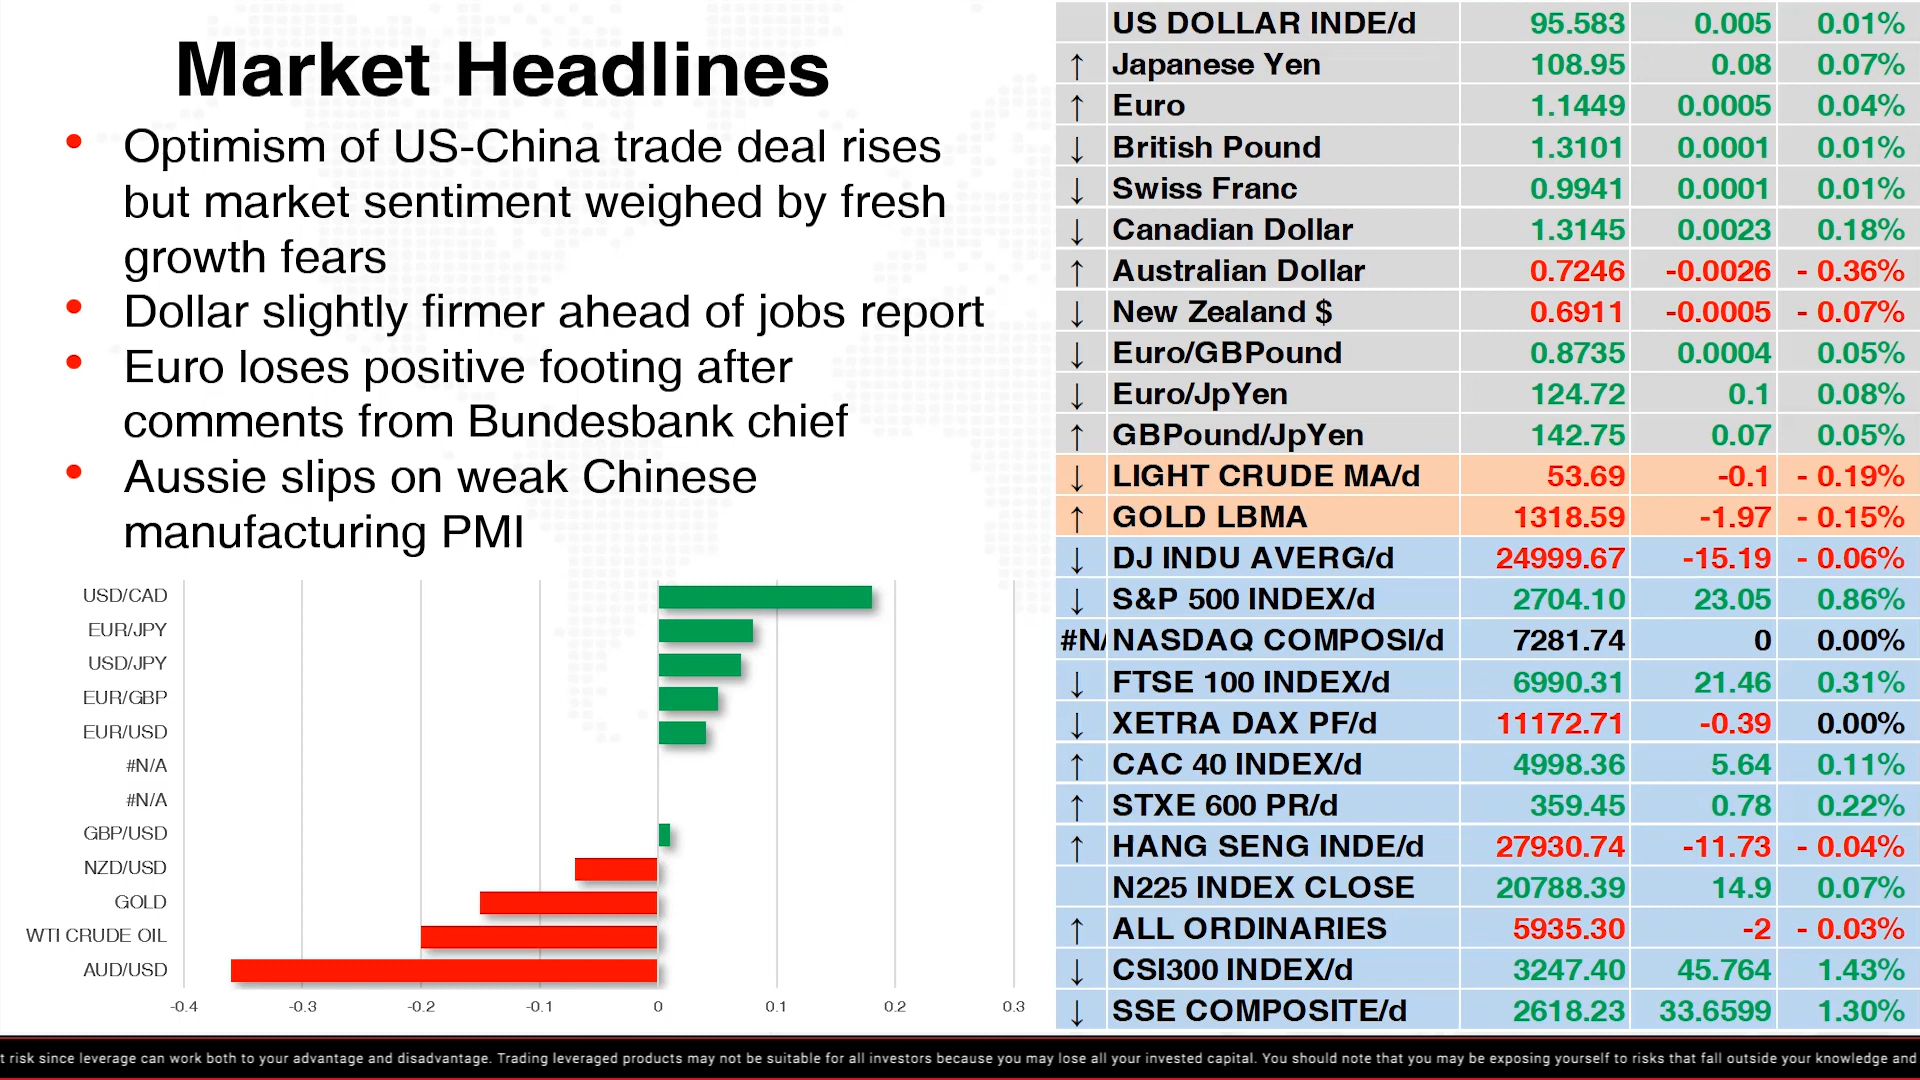 Market Headlines
• Optimism of US-China trade deal rises
but market sentiment weighed by fresh
growth fears
• Dollar slightly firmer ahead of jobs report
• Euro loses positive footing after
comments from Bundesbank chief
• Aussie slips on weak Chinese
manufacturing PMI
USD/CAD
EUR/JPY
USD/JPY
EUR/GBP
EUR/USD
#N/A
#N/A
GBP/USD
NZD/USD
GOLD
WTI CRUDE OIL
AUD/USD
-0.4 -0.3 -0.2 -0.1 0 0.1 0.2 0.3
US DOLLAR INDE/d 95.583 0.005 0.01%
↑ Japanese Yen 108.95 0.08 0.07%
↑ Euro 1.1449 0.0005 0.04%
↓ British Pound 1.3101 0.0001 0.01%
↓ Swiss Franc 0.9941 0.0001 0.01%
↓ Canadian Dollar 1.3145 0.0023 0.18%
↑ Australian Dollar 0.7246 -0.0026 - 0.36%
↓ New Zealand $ 0.6911 -0.0005 - 0.07%
↓ Euro/GBPound 0.8735 0.0004 0.05%
↓ Euro/JpYen 124.72 0.1 0.08%
↑ GBPound/JpYen 142.75 0.07 0.05%
↓ LIGHT CRUDE MA/d 53.69 -0.1 - 0.19%
↑ GOLD LBMA 1318.59 -1.97 - 0.15%
↓ DJ INDU AVERG/d 24999.67 -15.19 - 0.06%
↓ S&P 500 INDEX/d 2704.10 23.05 0.86%
#N/ NASDAQ COMPOSI/d 7281.74 0 0.00%
↓ FTSE 100 INDEX/d 6990.31 21.46 0.31%
↓ XETRA DAX PF/d 11172.71 -0.39 0.00%
↑ CAC 40 INDEX/d 4998.36 5.64 0.11%
↑ STXE 600 PR/d 359.45 0.78 0.22%
↑ HANG SENG INDE/d 27930.74 -11.73 - 0.04%
N225 INDEX CLOSE 20788.39 14.9 0.07%
↑ ALL ORDINARIES 5935.30 -2 - 0.03%
↓ CSI300 INDEX/d 3247.40 45.764 1.43%
↓ SSE COMPOSITE/d 2618.23 33.6599 1.30%
t risk since leverage can work both to your advantage and disadvantage. Trading leveraged products may not be suitable for all investors because you may lose all your invested capital. You should note that you may be exposing yourself to risks that fall outside your knowledge and